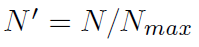 N' = N/N_{max}